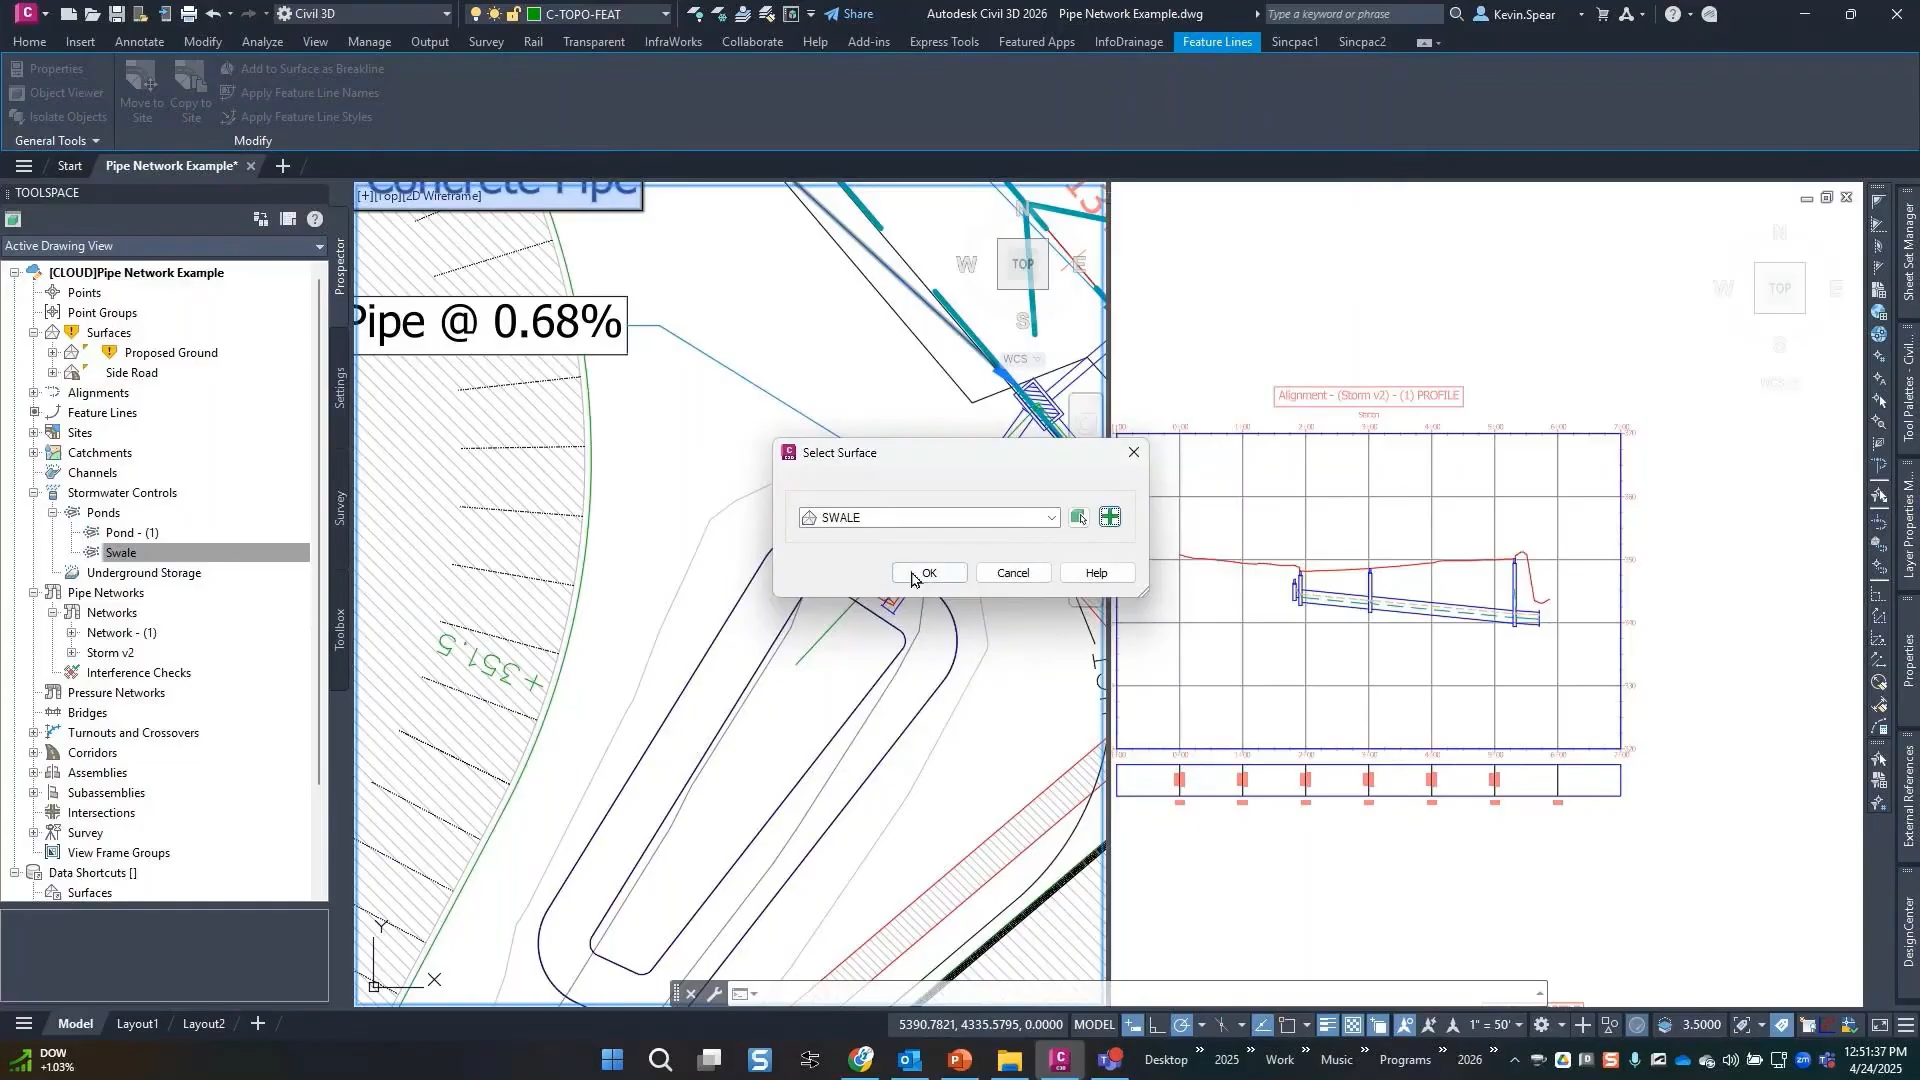 Civil 3D
C-TOPO-FEAT
Share
Autodesk Civil 3D 2026 Pipe Network Example.dwg
Type a keyword or phrase
Kevin.Spear
Home Insert Annotate Modify Analyze View Manage Output Survey Rail Transparent InfraWorks Collaborate Help Add-ins Express Tools Featured Apps InfoDrainage Feature Lines Sincpac1 Sincpac2
Properties
Object Viewer
Isolate Objects
Move to Site
Copy to Site
Add to Surface as Breakline
Apply Feature Line Names
Apply Feature Line Styles
General Tools
Modify
Start
Pipe Network Example*
TOOLSPACE
Active Drawing View
[CLOUD]Pipe Network Example
Points
Point Groups
Surfaces
Proposed Ground
Side Road
Alignments
Feature Lines
Sites
Catchments
Channels
Stormwater Controls
Ponds
Pond - (1)
Swale
Underground Storage
Pipe Networks
Networks
Network - (1)
Storm v2
Interference Checks
Pressure Networks
Bridges
Turnouts and Crossovers
Corridors
Assemblies
Subassemblies
Intersections
Survey
View Frame Groups
Data Shortcuts []
Surfaces
Prospector
Settings
Survey
Toolbox
Concrete Pipe
[+][Top][2D Wireframe]
Pipe @ 0.68%
+351.5
N
W TOP E
S
WCS
Y
X
Select Surface
SWALE
OK
Cancel
Help
N
W TOP E
S
WCS
Alignment - (Storm v2) - (1) PROFILE
Sheet Set Manager
Tool Palettes - Civil...
Layer Properties M...
Properties
External References
DesignCenter
Model Layout1 Layout2
5390.7821, 4335.5795, 0.0000 MODEL
1" = 50'
3.5000
DOW
+1.03%
Desktop
2025
Work
Music
Programs
2026
12:51:37 PM
4/24/2025